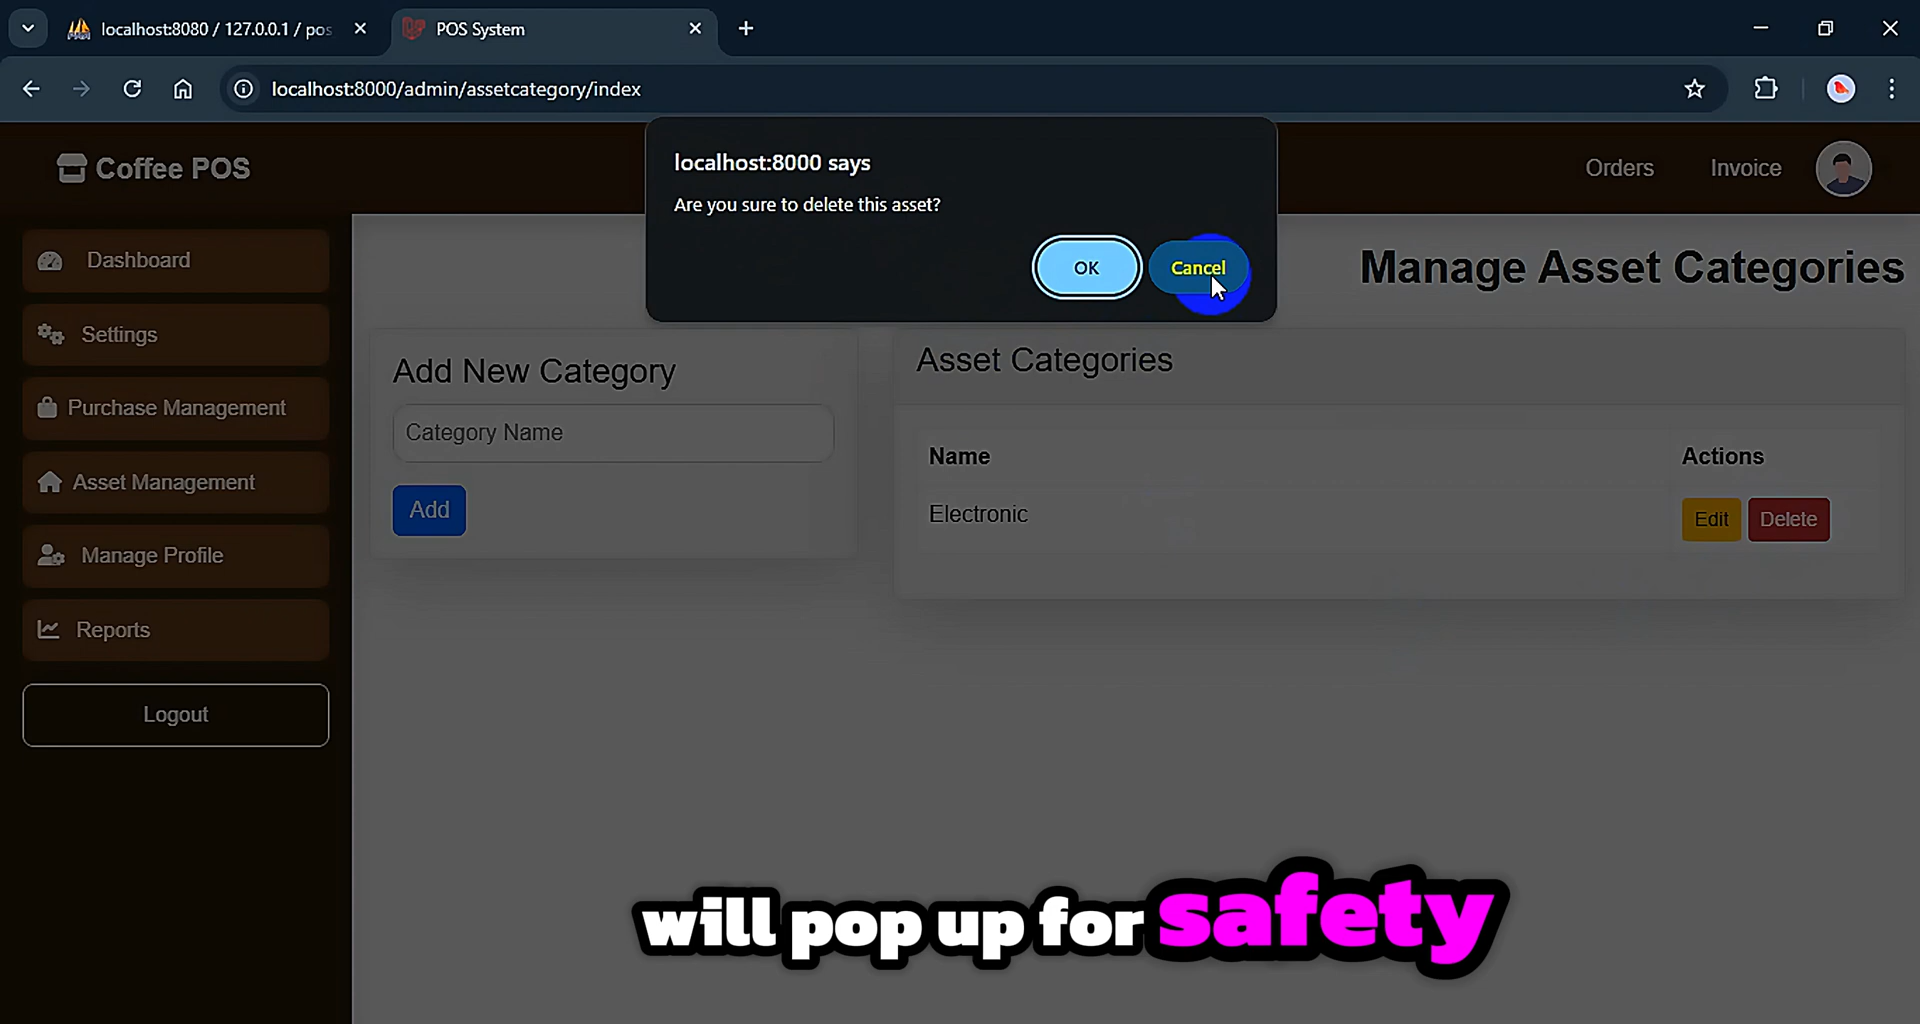 localhost:8080 / 127.0.0.1 / pos
POS System
localhost:8000/admin/assetcategory/index
Coffee POS
Orders
Invoice
localhost:8000 says
Are you sure to delete this asset?
OK
Cancel
Dashboard
Settings
Purchase Management
Asset Management
Manage Profile
Reports
Logout
Manage Asset Categories
Add New Category
Category Name
Add
Asset Categories
Name
Actions
Electronic
Edit
Delete
will pop up for safety